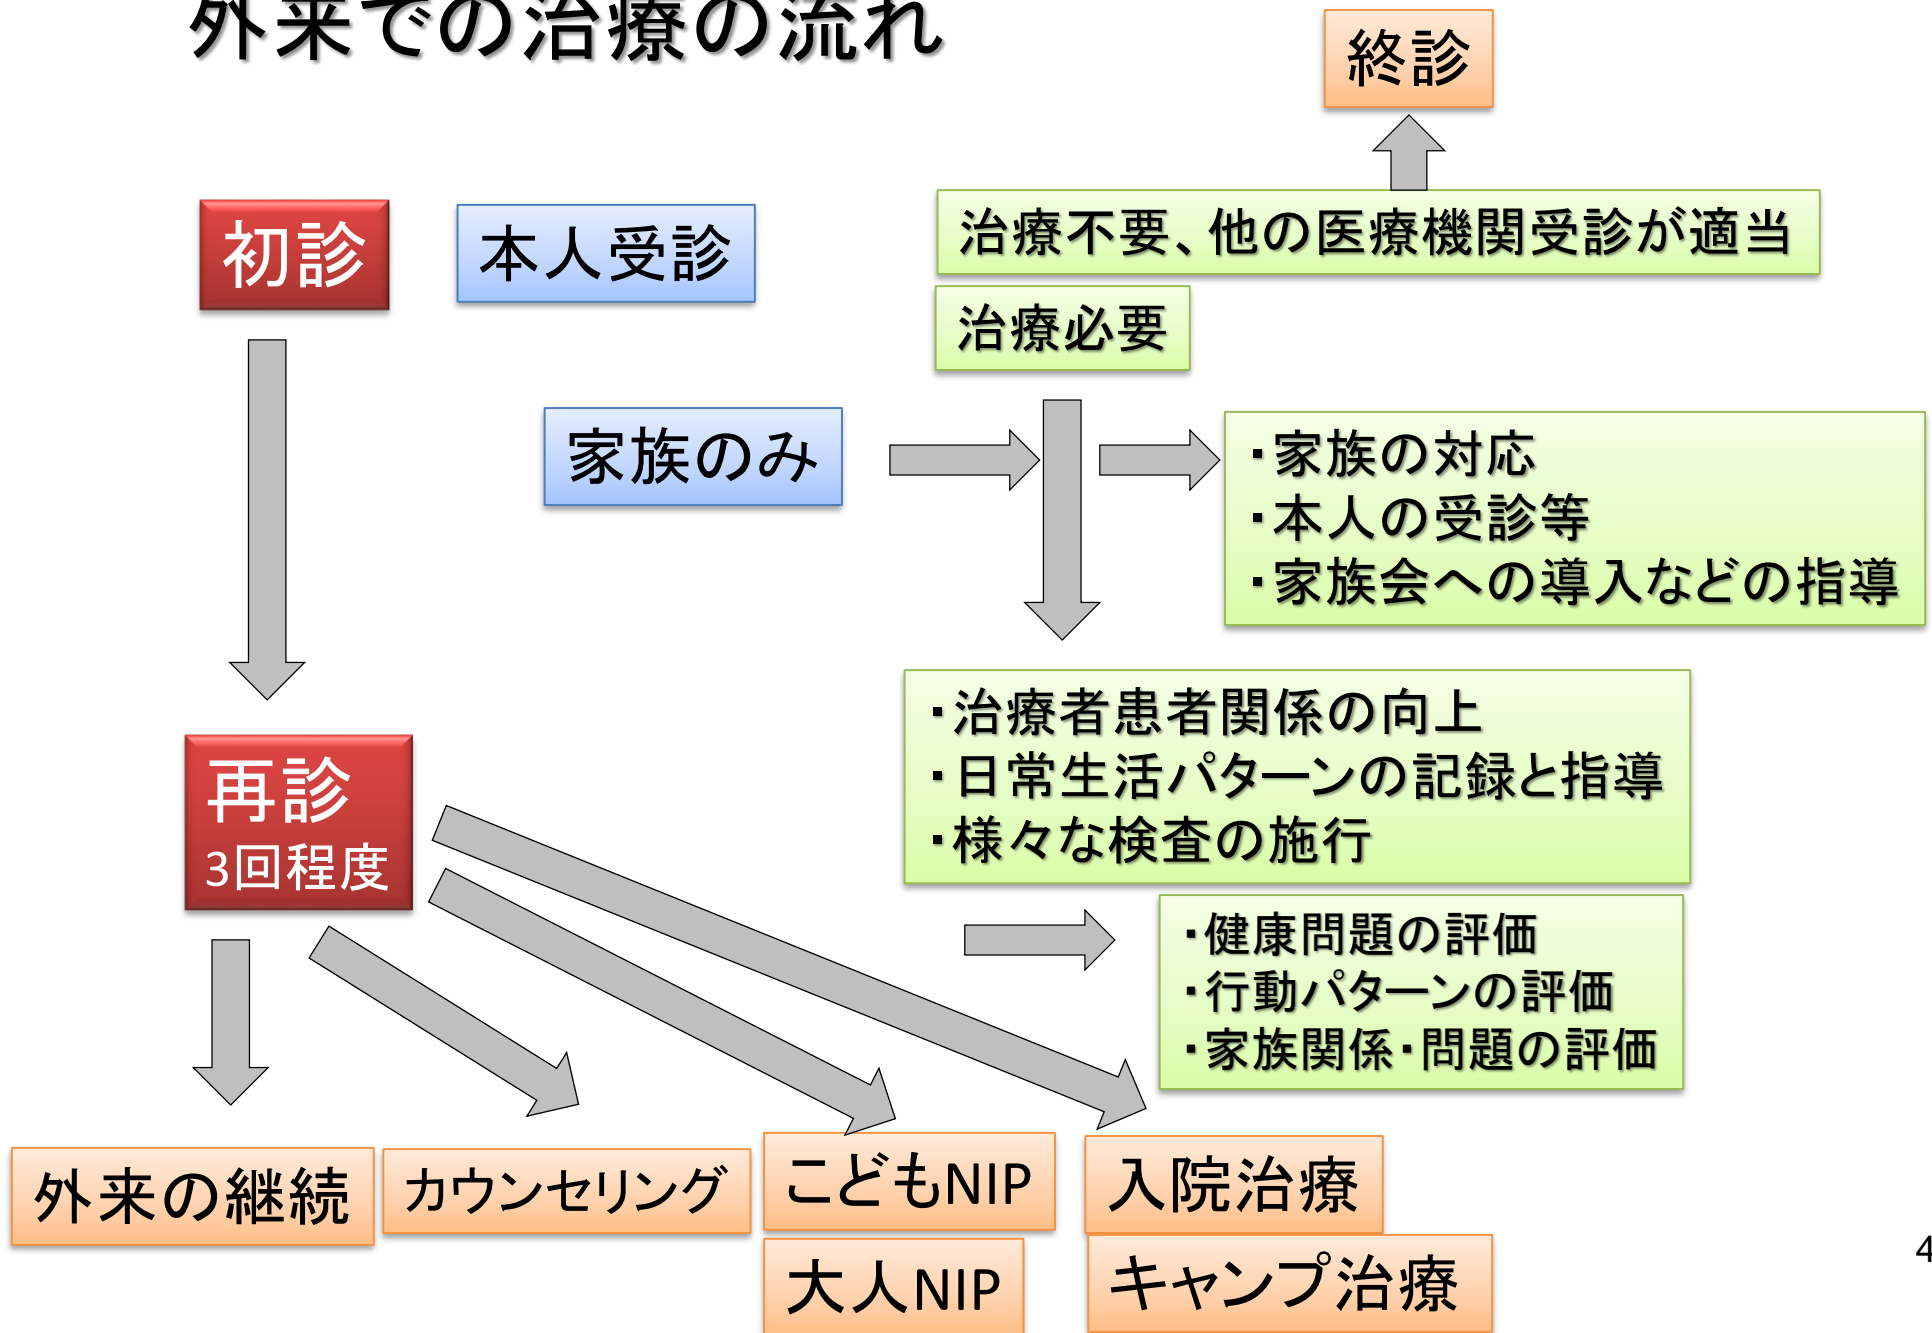 外来での治療の流れ
終診
初診
本人受診
治療不要、他の医療機関受診が適当
治療必要
家族のみ
・家族の対応
・本人の受診等
・家族会への導入などの指導
再診
3回程度
・治療者患者関係の向上
・日常生活パターンの記録と指導
・様々な検査の施行
・健康問題の評価
・行動パターンの評価
・家族関係・問題の評価
外来の継続
カウンセリング
こどもNIP
大人NIP
入院治療
キャンプ治療
4